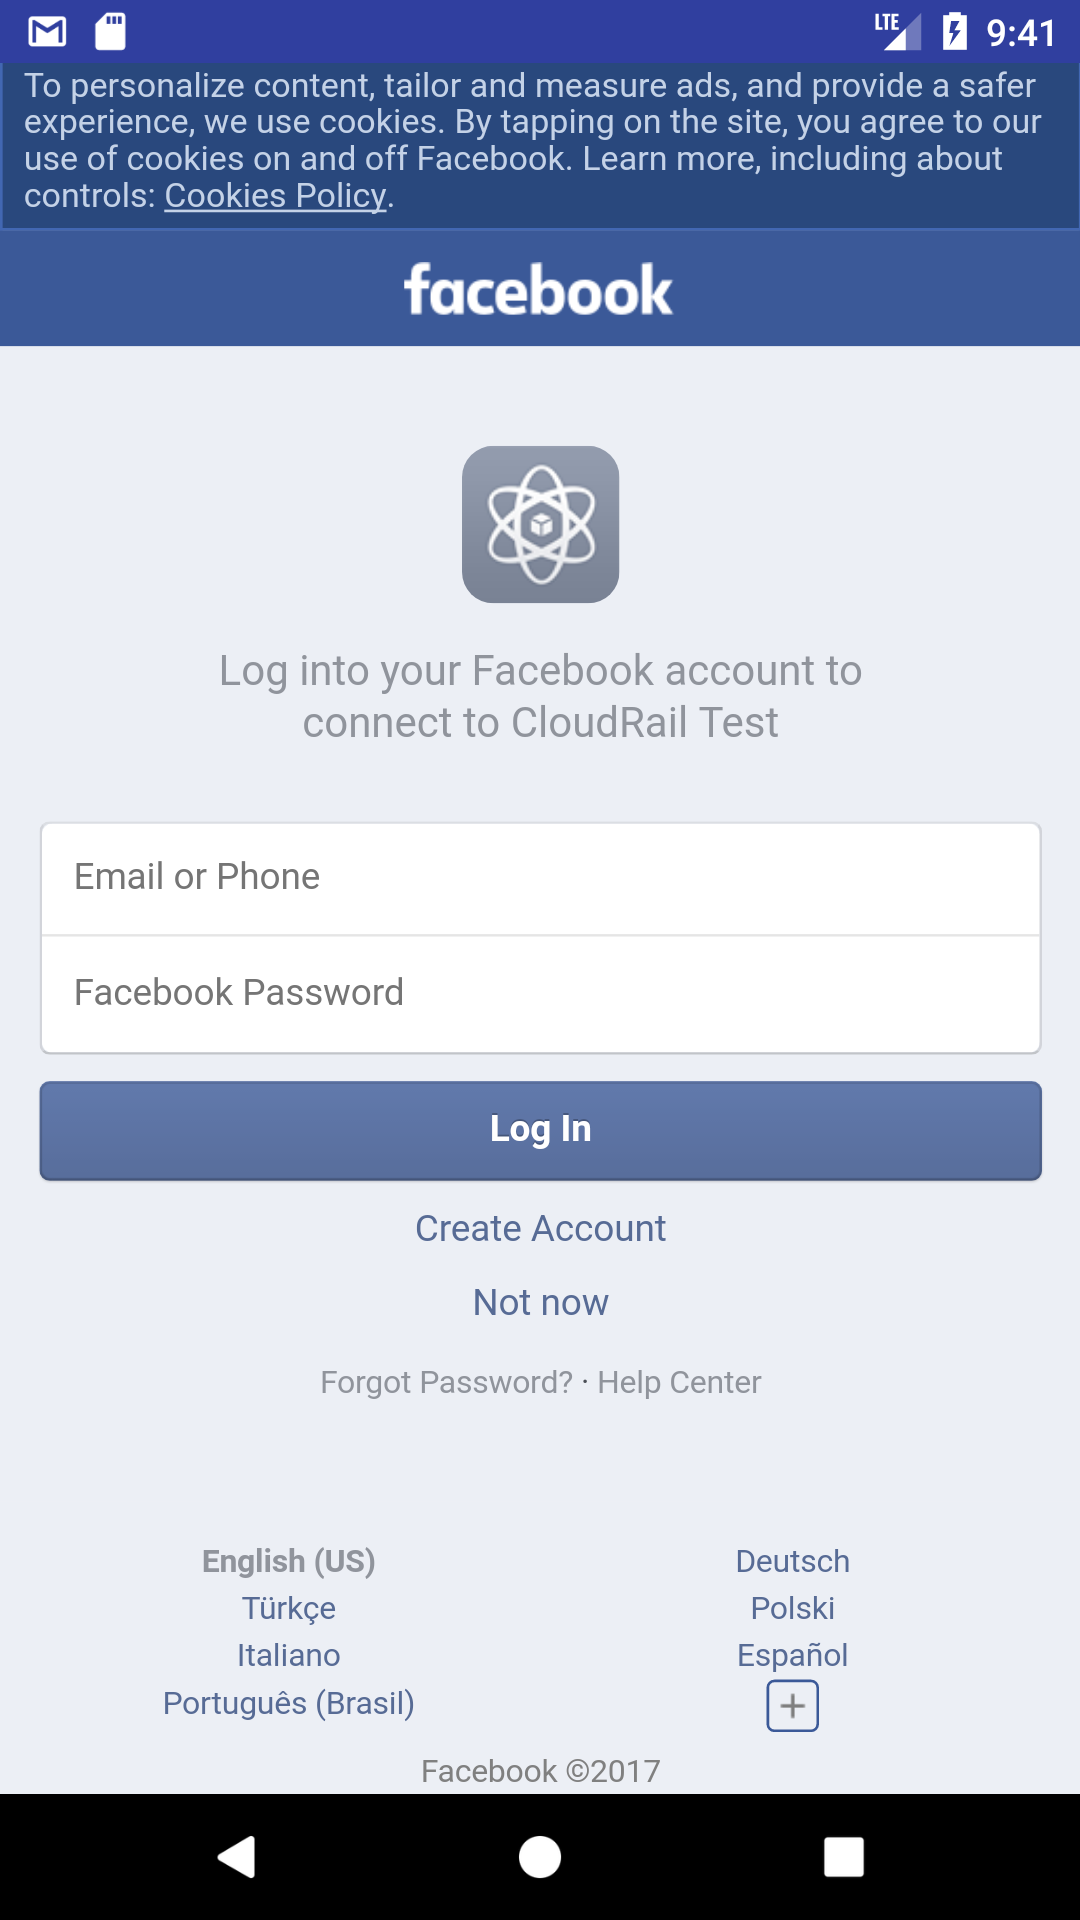 LTE 9:41
To personalize content, tailor and measure ads, and provide a safer
experience, we use cookies. By tapping on the site, you agree to our
use of cookies on and off Facebook. Learn more, including about
controls: Cookies Policy.
facebook
Log into your Facebook account to
connect to CloudRail Test
Email or Phone
Facebook Password
Log In
Create Account
Not now
Forgot Password? · Help Center
English (US)
Türkçe
Italiano
Português (Brasil)
Deutsch
Polski
Español
+
Facebook ©2017